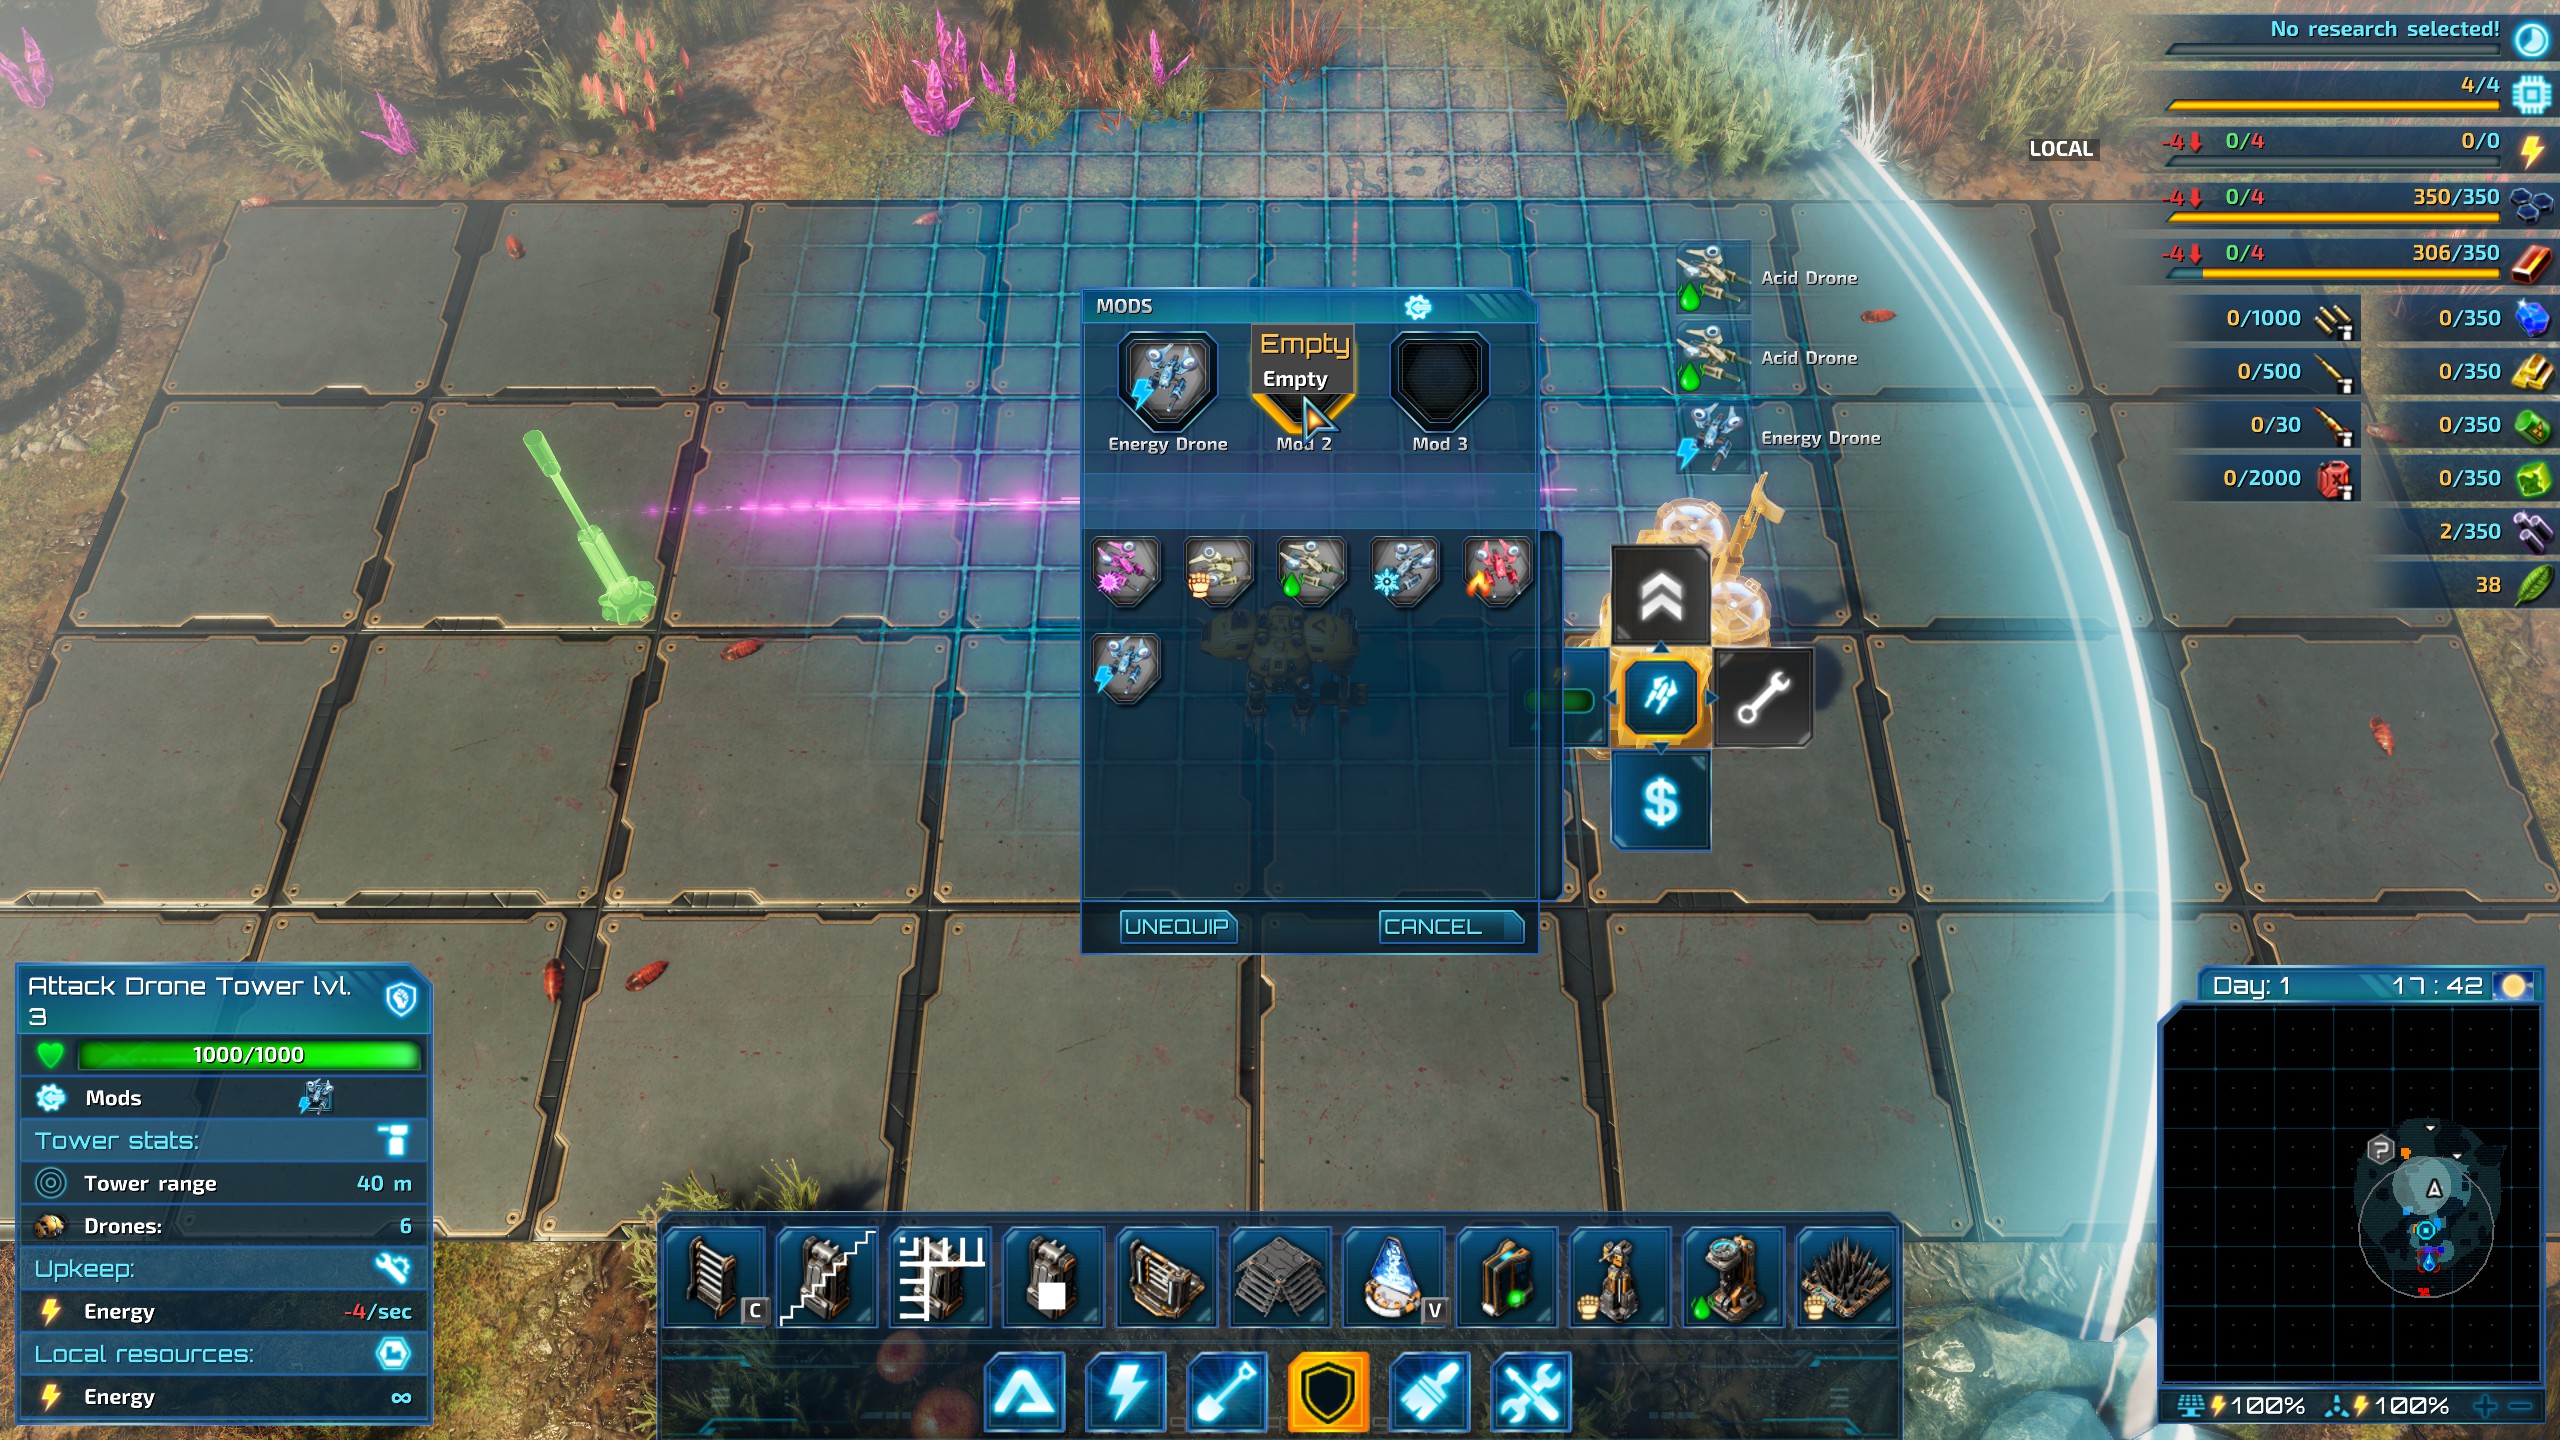 No research selected!
4/4
-4 0/4 0/0
LOCAL
-4 0/4 350/350
-4 0/4 306/350
0/1000 0/350
0/500 0/350
0/30 0/350
0/2000 0/350
2/350
38
Acid Drone
Acid Drone
Energy Drone
MODS
Empty
Empty
Energy Drone
Mod 2
Mod 3
UNEQUIP
CANCEL
Attack Drone Tower lvl.
3
1000/1000
Mods
Tower stats:
Tower range 40 m
Drones: 6
Upkeep:
Energy -4/sec
Local resources:
Energy ∞
C
V
Day: 1 17:42
?
100% 100%